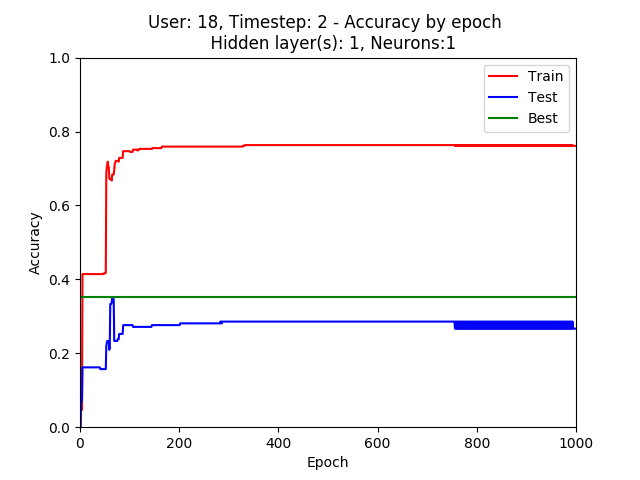 User: 18, Timestep: 2 - Accuracy by epoch
Hidden layer(s): 1, Neurons:1
1.0
0.8
0.6
0.4
0.2
0.0
Accuracy
Train
Test
Best
0 200 400 600 800 1000
Epoch